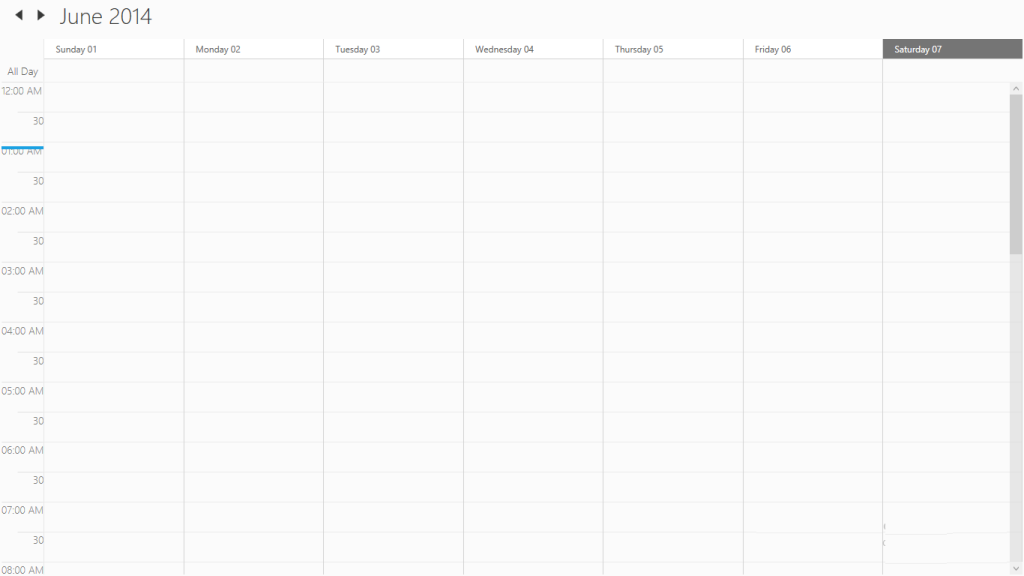 June 2014
Sunday 01 Monday 02 Tuesday 03 Wednesday 04 Thursday 05 Friday 06 Saturday 07
All Day
12:00 AM
30
01:00 AM
30
02:00 AM
30
03:00 AM
30
04:00 AM
30
05:00 AM
30
06:00 AM
30
07:00 AM
30
08:00 AM